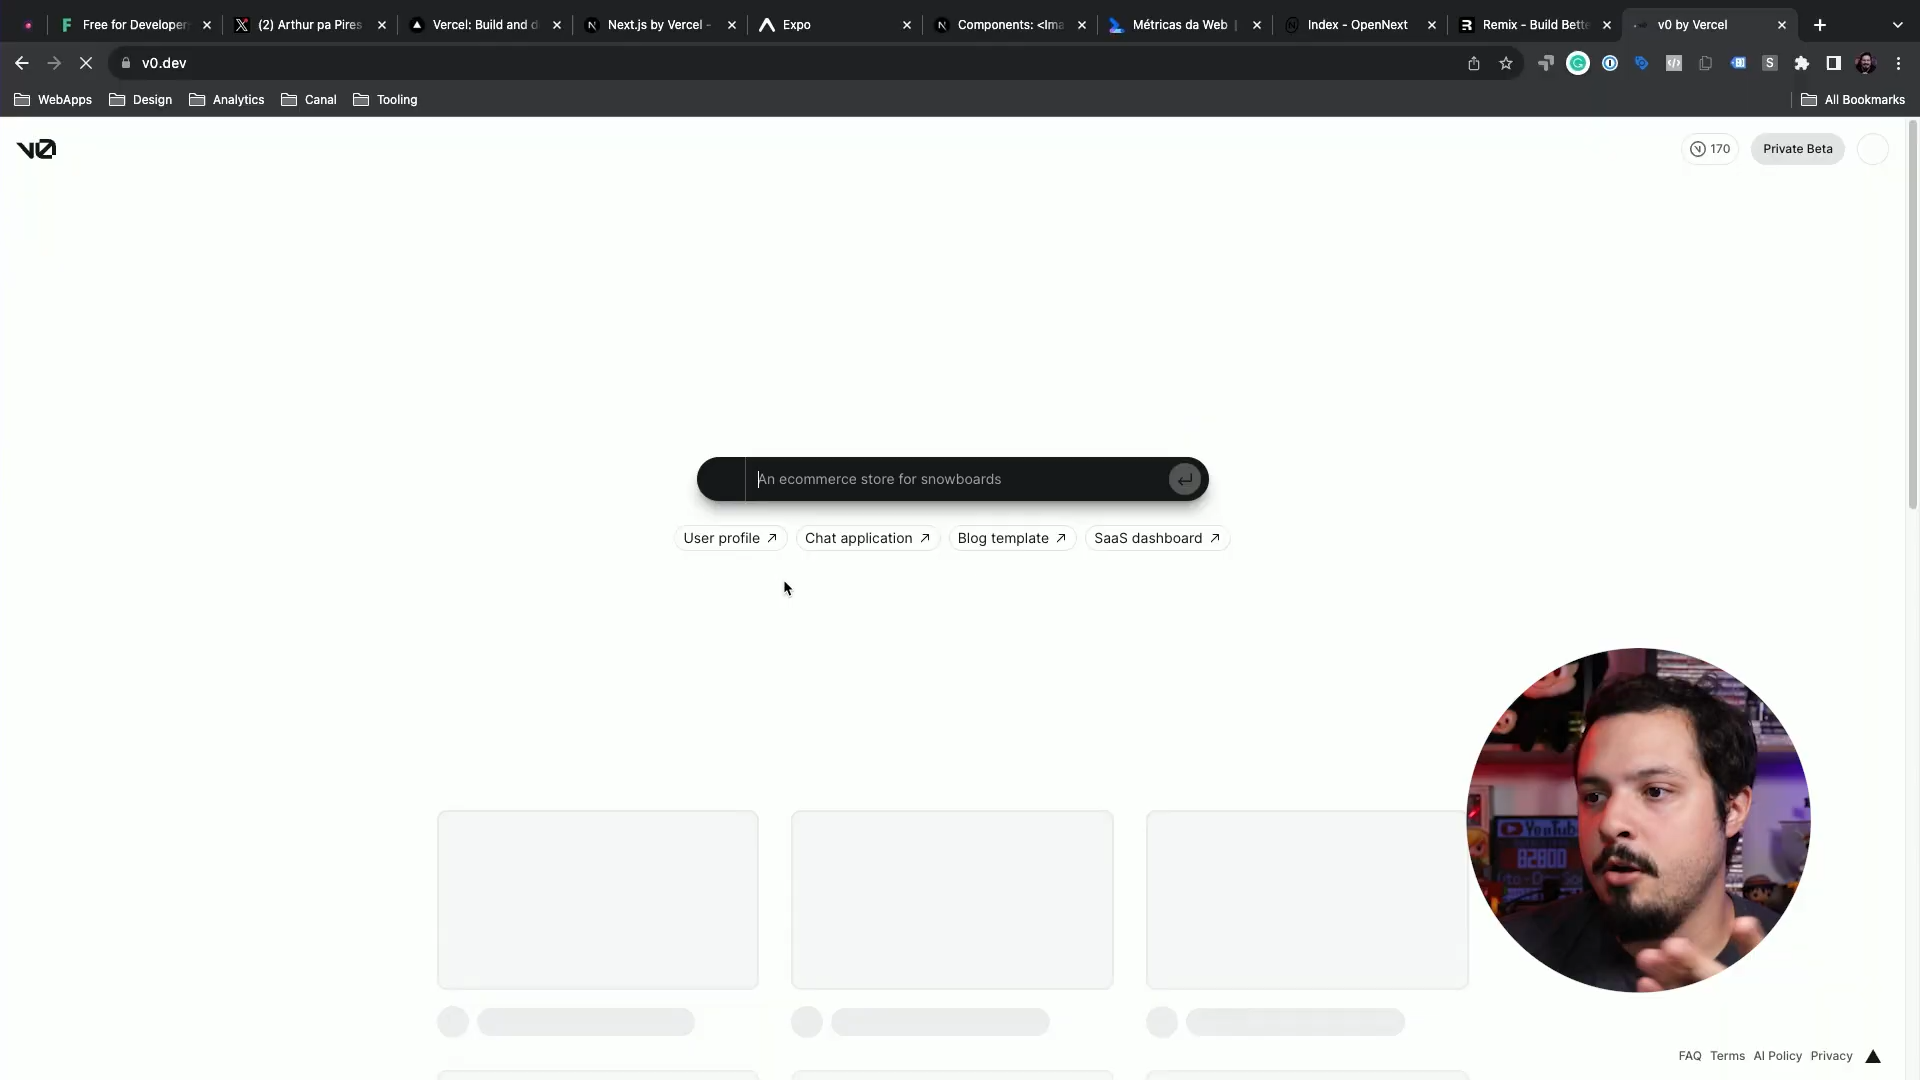 Free for Developer
(2) Arthur pa Pires
Vercel: Build and d
Next.js by Vercel -
Expo
Components: <Ima
Métricas da Web
Index - OpenNext
Remix - Build Bette
v0 by Vercel
v0.dev
WebApps
Design
Analytics
Canal
Tooling
All Bookmarks
v0
170
Private Beta
An ecommerce store for snowboards
User profile
Chat application
Blog template
SaaS dashboard
YouTube
82800
FAQ
Terms
AI Policy
Privacy